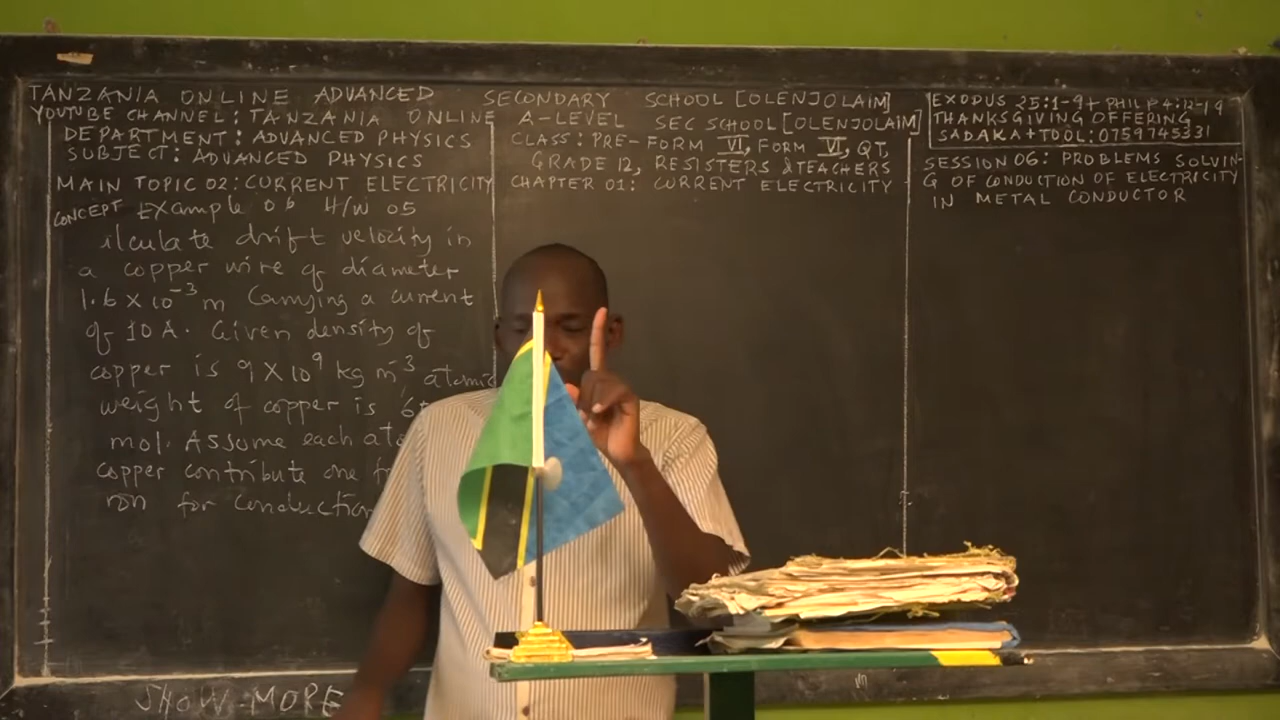 TANZANIA ONLINE ADVANCED SECONDARY SCHOOL [OLENJOLAIM]
YOUTUBE CHANNEL: TANZANIA ONLINE A-LEVEL SEC SCHOOL [OLENJOLAIM]
DEPARTMENT: ADVANCED PHYSICS
SUBJECT: ADVANCED PHYSICS
MAIN TOPIC 02: CURRENT ELECTRICITY
CONCEPT Example 06 H/W 05
lculate drift velocity in
a copper wire of diameter
1.6 x 10⁻³ m Carrying a current
of 10 A. Given density of
copper is 9 X 10⁹ kg m³, atomic
weight of copper is
mol. Assume each
copper contribute one
ron for Conduction
SHOW MORE
CLASS: PRE-FORM VI, FORM VI, QT,
GRADE 12, RESISTERS & TEACHERS
CHAPTER 01: CURRENT ELECTRICITY
EXODUS 25:1-9 + PHILP 4:12-19
THANKSGIVING OFFERING
SADAKA + TOOL: 0759745331
SESSION 06: PROBLEMS SOLVIN-
G OF CONDUCTION OF ELECTRICITY
IN METAL CONDUCTOR